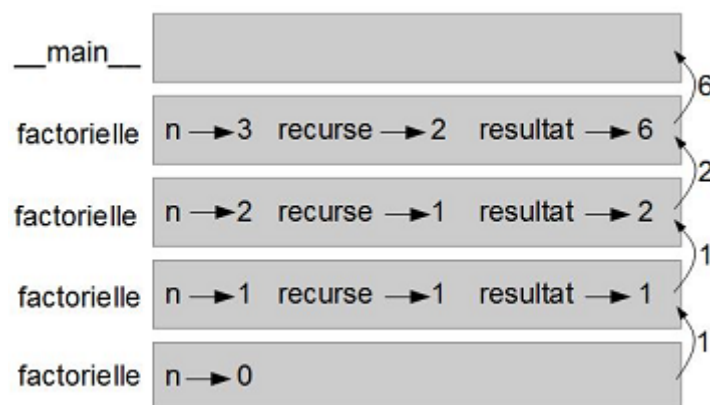 __main__
6
factorielle n → 3 recurse → 2 resultat → 6
2
factorielle n → 2 recurse → 1 resultat → 2
1
factorielle n → 1 recurse → 1 resultat → 1
1
factorielle n → 0